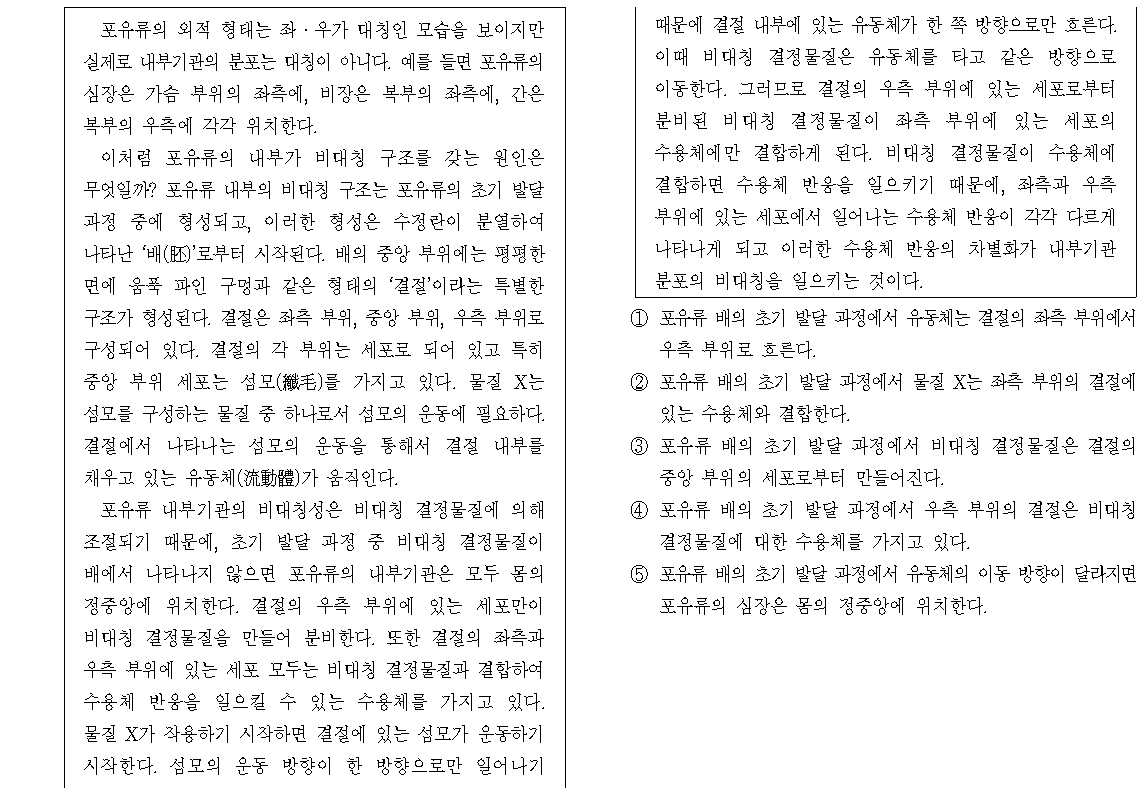 포유류의 외적 형태는 좌 · 우가 대칭인 모습을 보이지만
실제로 내부기관의 분포는 대칭이 아니다. 예를 들면 포유류의
심장은 가슴 부위의 좌측에, 비장은 복부의 좌측에, 간은
복부의 우측에 각각 위치한다.
이처럼 포유류의 내부가 비대칭 구조를 갖는 원인은
무엇일까? 포유류 내부의 비대칭 구조는 포유류의 초기 발달
과정 중에 형성되고, 이러한 형성은 수정란이 분열하여
나타난 ‘배(胚)’로부터 시작된다. 배의 중앙 부위에는 평평한
면에 움푹 파인 구멍과 같은 형태의 ‘결절’이라는 특별한
구조가 형성된다. 결절은 좌측 부위, 중앙 부위, 우측 부위로
구성되어 있다. 결절의 각 부위는 세포로 되어 있고 특히
중앙 부위 세포는 섬모(纖毛)를 가지고 있다. 물질 X는
섬모를 구성하는 물질 중 하나로서 섬모의 운동에 필요하다.
결절에서 나타나는 섬모의 운동을 통해서 결절 내부를
채우고 있는 유동체(流動體)가 움직인다.
포유류 내부기관의 비대칭성은 비대칭 결정물질에 의해
조절되기 때문에, 초기 발달 과정 중 비대칭 결정물질이
배에서 나타나지 않으면 포유류의 내부기관은 모두 몸의
정중앙에 위치한다. 결절의 우측 부위에 있는 세포만이
비대칭 결정물질을 만들어 분비한다. 또한 결절의 좌측과
우측 부위에 있는 세포 모두는 비대칭 결정물질과 결합하여
수용체 반응을 일으킬 수 있는 수용체를 가지고 있다.
물질 X가 작용하기 시작하면 결절에 있는 섬모가 운동하기
시작한다. 섬모의 운동 방향이 한 방향으로만 일어나기
때문에 결절 내부에 있는 유동체가 한 쪽 방향으로만 흐른다.
이때 비대칭 결정물질은 유동체를 타고 같은 방향으로
이동한다. 그러므로 결절의 우측 부위에 있는 세포로부터
분비된 비대칭 결정물질이 좌측 부위에 있는 세포의
수용체에만 결합하게 된다. 비대칭 결정물질이 수용체에
결합하면 수용체 반응을 일으키기 때문에, 좌측과 우측
부위에 있는 세포에서 일어나는 수용체 반응이 각각 다르게
나타나게 되고 이러한 수용체 반응의 차별화가 내부기관
분포의 비대칭을 일으키는 것이다.
① 포유류 배의 초기 발달 과정에서 유동체는 결절의 좌측 부위에서
우측 부위로 흐른다.
② 포유류 배의 초기 발달 과정에서 물질 X는 좌측 부위의 결절에
있는 수용체와 결합한다.
③ 포유류 배의 초기 발달 과정에서 비대칭 결정물질은 결절의
중앙 부위의 세포로부터 만들어진다.
④ 포유류 배의 초기 발달 과정에서 우측 부위의 결절은 비대칭
결정물질에 대한 수용체를 가지고 있다.
⑤ 포유류 배의 초기 발달 과정에서 유동체의 이동 방향이 달라지면
포유류의 심장은 몸의 정중앙에 위치한다.